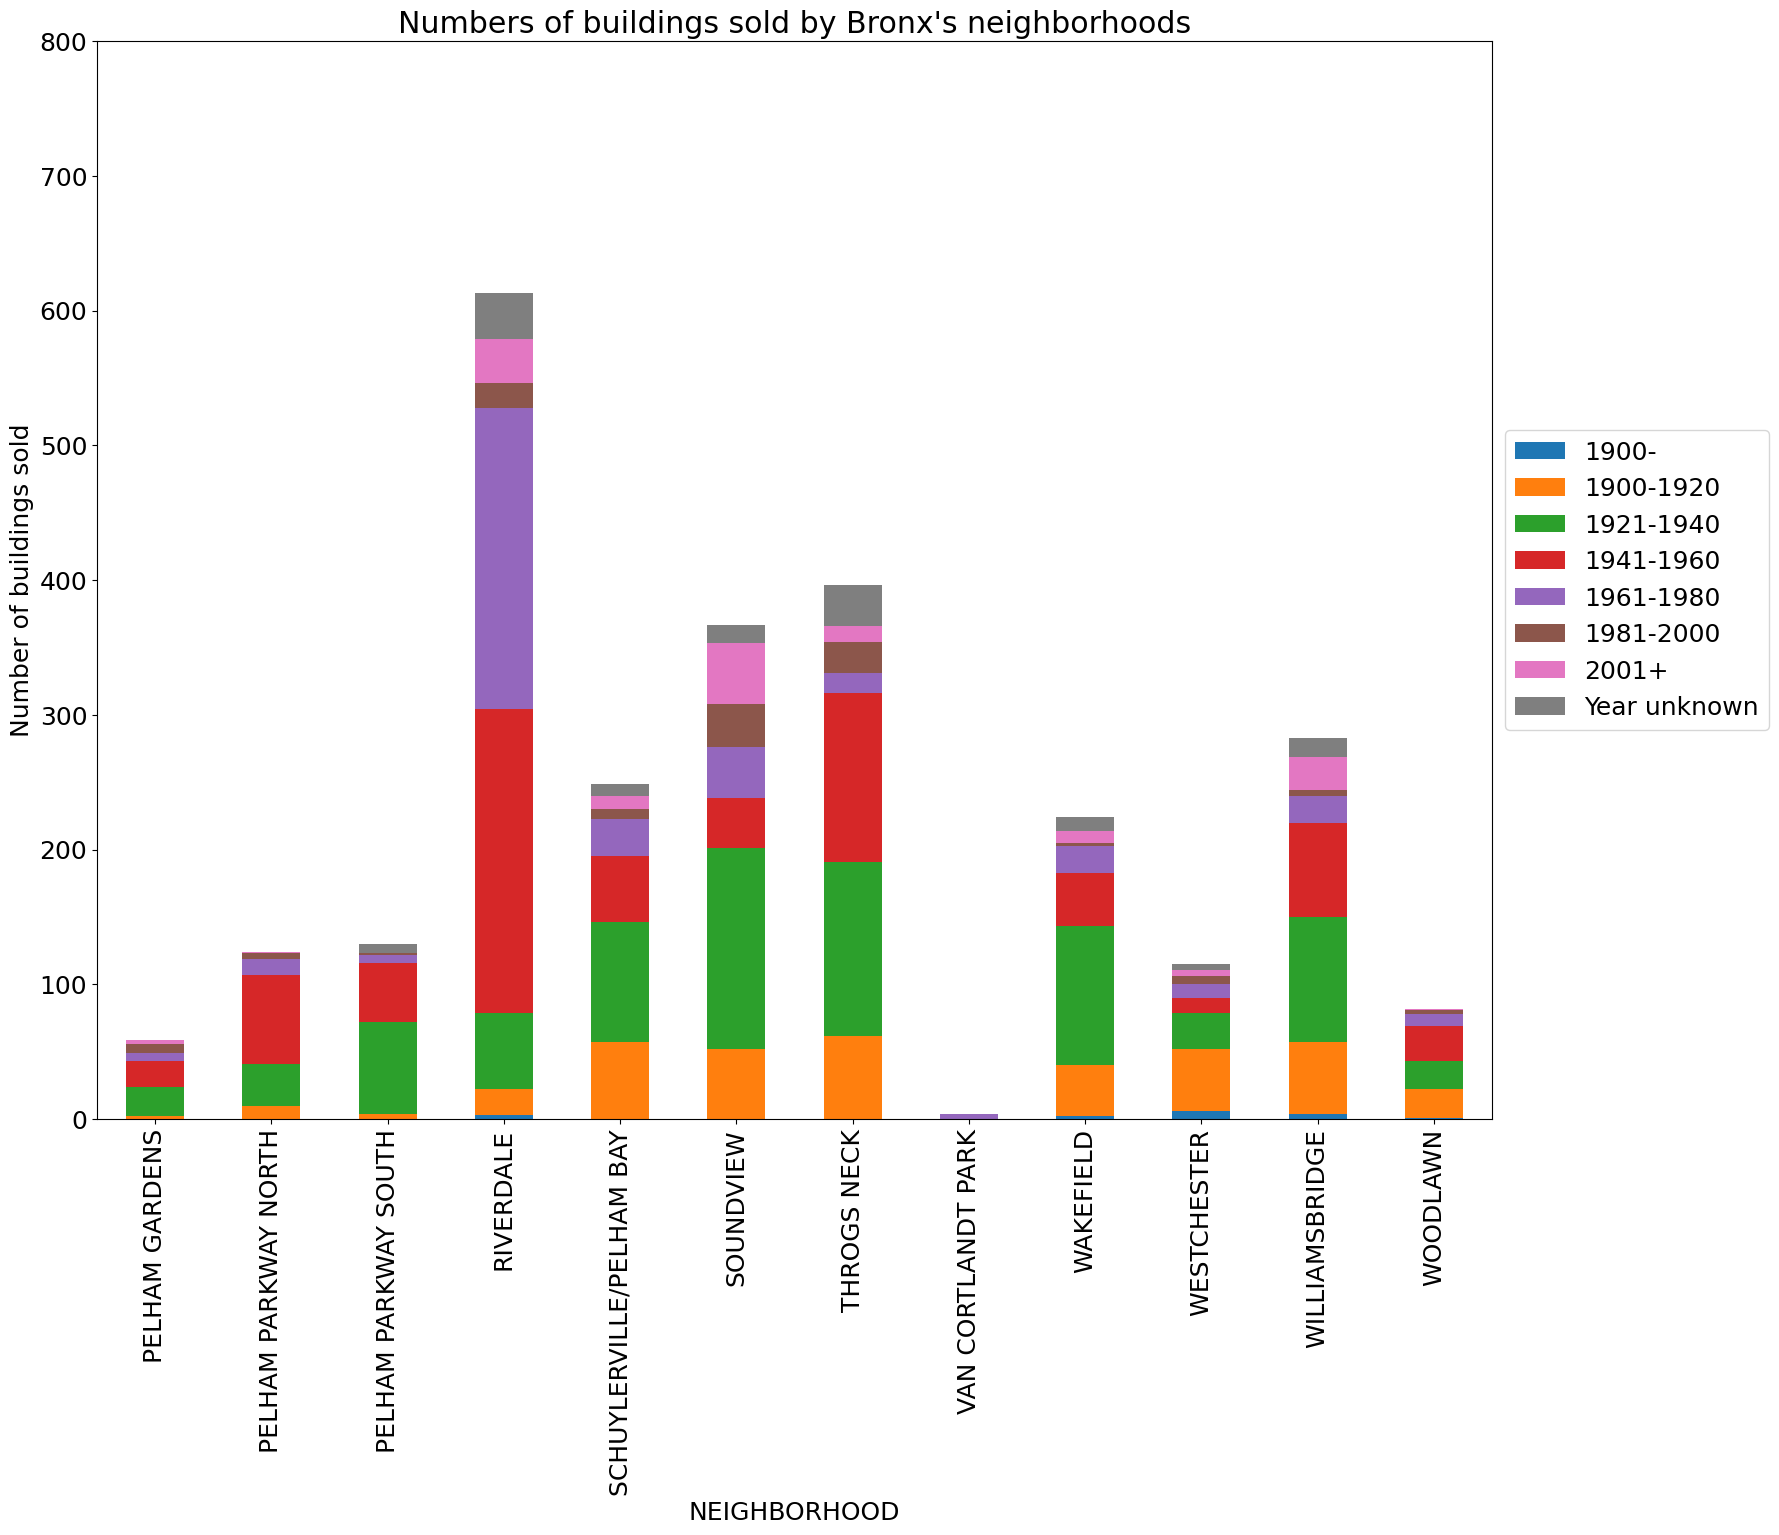 Numbers of buildings sold by Bronx's neighborhoods
800
700
600
500
400
300
200
100
0
Number of buildings sold
PELHAM GARDENS
PELHAM PARKWAY NORTH
PELHAM PARKWAY SOUTH
RIVERDALE
SCHUYLERVILLE/PELHAM BAY
SOUNDVIEW
THROGS NECK
VAN CORTLANDT PARK
WAKEFIELD
WESTCHESTER
WILLIAMSBRIDGE
WOODLAWN
NEIGHBORHOOD
1900-
1900-1920
1921-1940
1941-1960
1961-1980
1981-2000
2001+
Year unknown